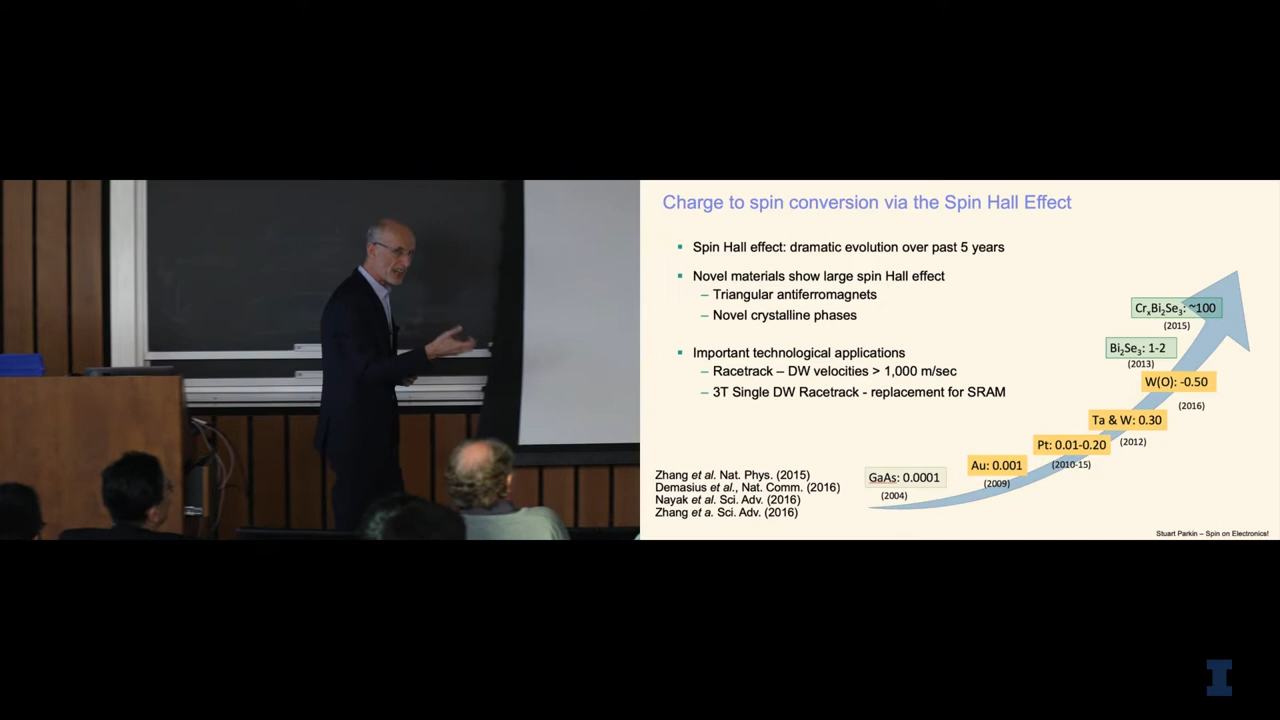 Charge to spin conversion via the Spin Hall Effect
▪ Spin Hall effect: dramatic evolution over past 5 years
▪ Novel materials show large spin Hall effect
– Triangular antiferromagnets
– Novel crystalline phases
▪ Important technological applications
– Racetrack – DW velocities > 1,000 m/sec
– 3T Single DW Racetrack - replacement for SRAM
CrₓBi₂Se₃: ~100
(2015)
Bi₂Se₃: 1-2
(2013)
W(O): -0.50
(2016)
Ta & W: 0.30
(2012)
Pt: 0.01-0.20
(2010-15)
Au: 0.001
(2009)
GaAs: 0.0001
(2004)
Zhang et al. Nat. Phys. (2015)
Demasius et al., Nat. Comm. (2016)
Nayak et al. Sci. Adv. (2016)
Zhang et a. Sci. Adv. (2016)
Stuart Parkin – Spin on Electronics!
I